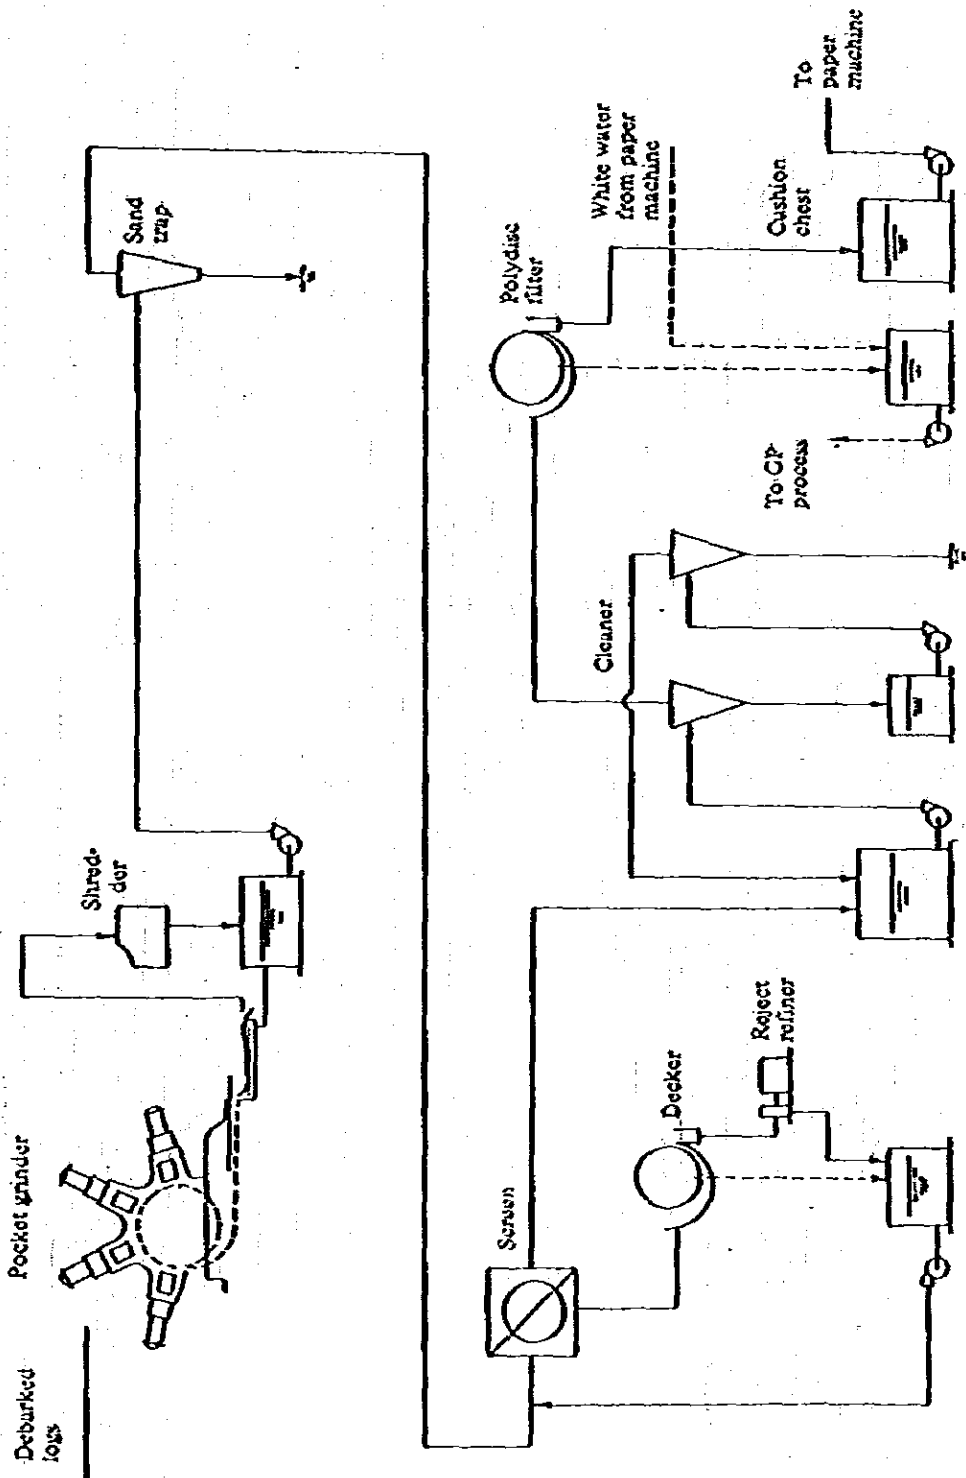 Debarked
logs
Pocket grinder
Shred-
der
Sand
trap
Screen
Decker
Reject
refiner
Cleaner
Polydisc
filter
White water
from paper
machine
To CP
process
Cushion
chest
To
paper
machine